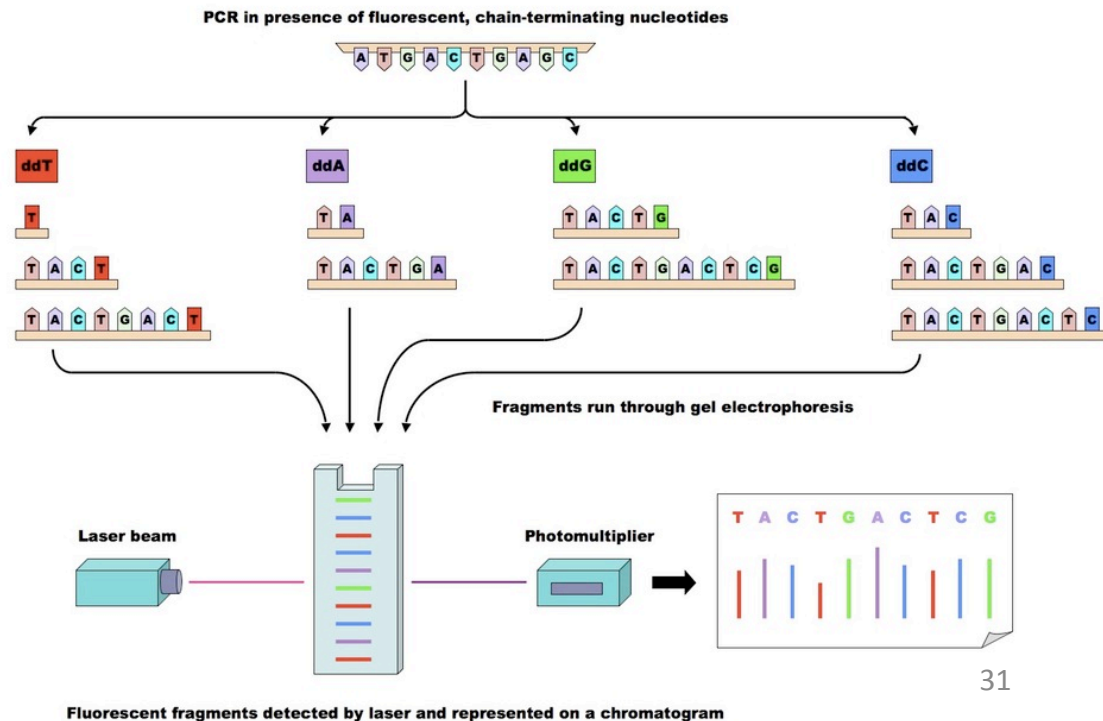 PCR in presence of fluorescent, chain-terminating nucleotides
A T G A C T G A G C
ddT ddA ddG ddC
T
T A
T A C T G
T A C
T A C T
T A C T G A
T A C T G A C T C G
T A C T G A C
T A C T G A C T
T A C T G A C T C
Fragments run through gel electrophoresis
Laser beam
Photomultiplier
T A C T G A C T C G
31
Fluorescent fragments detected by laser and represented on a chromatogram